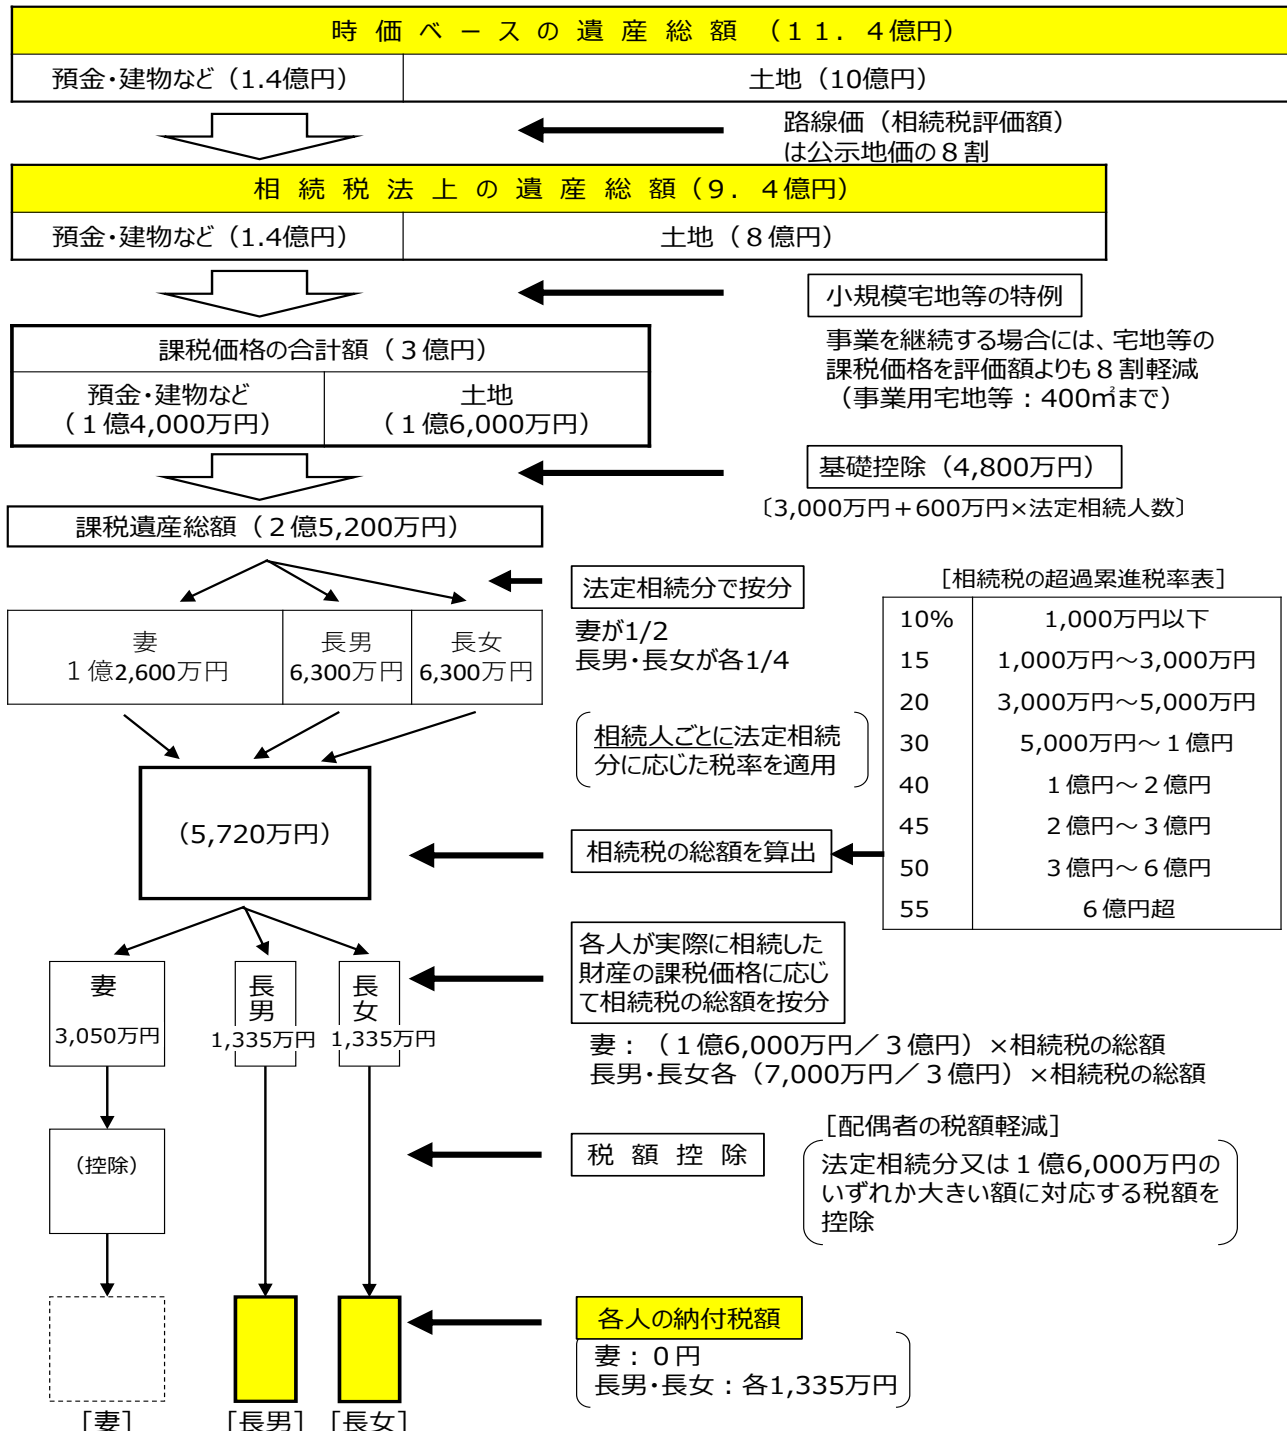 時価ベースの遺産総額（１１．４億円）
預金･建物など（1.4億円）
土地（10億円）
路線価（相続税評価額）
は公示地価の８割
相続税法上の遺産総額（９．４億円）
預金･建物など（1.4億円）
土地（８億円）
小規模宅地等の特例
事業を継続する場合には、宅地等の
課税価格を評価額よりも８割軽減
（事業用宅地等：400㎡まで）
課税価格の合計額（３億円）
預金･建物など
（１億4,000万円）
土地
（１億6,000万円）
基礎控除（4,800万円）
〔3,000万円＋600万円×法定相続人数〕
課税遺産総額（２億5,200万円）
法定相続分で按分
妻が1/2
長男･長女が各1/4
［相続税の超過累進税率表］
10% 1,000万円以下
15 1,000万円～3,000万円
20 3,000万円～5,000万円
30 5,000万円～１億円
40 １億円～２億円
45 ２億円～３億円
50 ３億円～６億円
55 ６億円超
妻
１億2,600万円
長男
6,300万円
長女
6,300万円
相続人ごとに法定相続
分に応じた税率を適用
（5,720万円）
相続税の総額を算出
各人が実際に相続した
財産の課税価格に応じ
て相続税の総額を按分
妻
3,050万円
長男
1,335万円
長女
1,335万円
妻：（１億6,000万円／３億円）×相続税の総額
長男･長女各（7,000万円／３億円）×相続税の総額
（控除）
税額控除
［配偶者の税額軽減］
法定相続分又は１億6,000万円の
いずれか大きい額に対応する税額を
控除
各人の納付税額
妻：０円
長男･長女：各1,335万円
［妻］
［長男］
［長女］